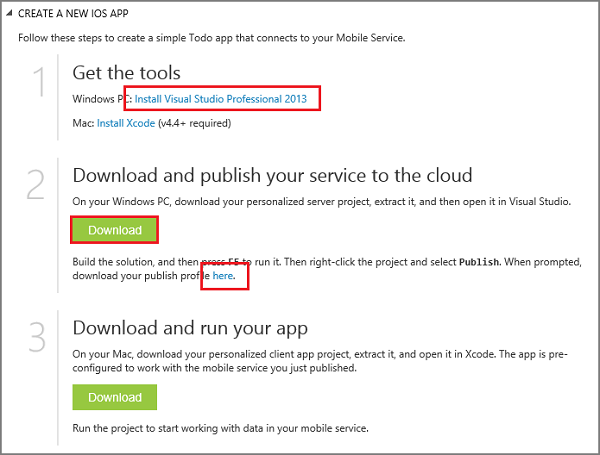 CREATE A NEW IOS APP
Follow these steps to create a simple Todo app that connects to your Mobile Service.
1
Get the tools
Windows PC: Install Visual Studio Professional 2013
Mac: Install Xcode (v4.4+ required)
2
Download and publish your service to the cloud
On your Windows PC, download your personalized server project, extract it, and then open it in Visual Studio.
Download
Build the solution, and then press F5 to run it. Then right-click the project and select Publish. When prompted,
download your publish profile here.
3
Download and run your app
On your Mac, download your personalized client app project, extract it, and open it in Xcode. The app is pre-
configured to work with the mobile service you just published.
Download
Run the project to start working with data in your mobile service.